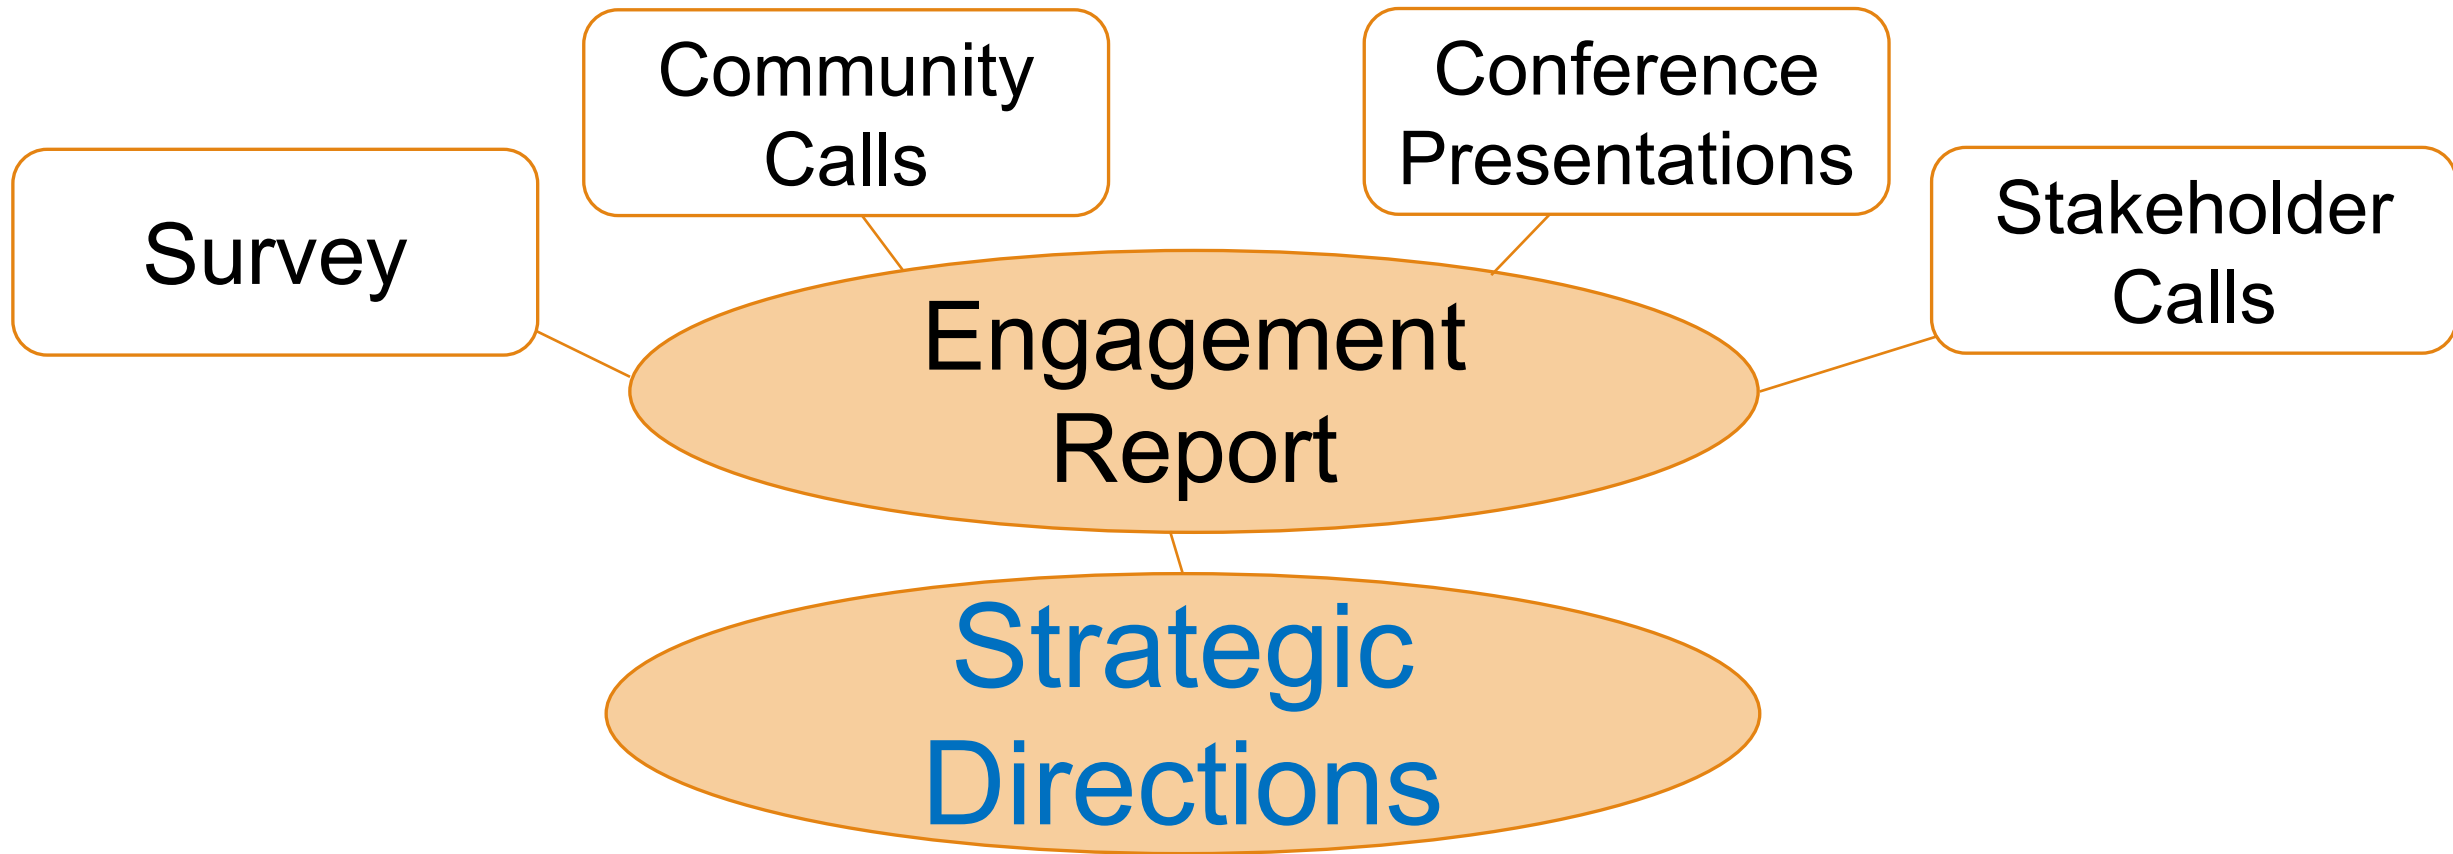 Survey
Community
Calls
Conference
Presentations
Stakeholder
Calls
Engagement
Report
Strategic
Directions